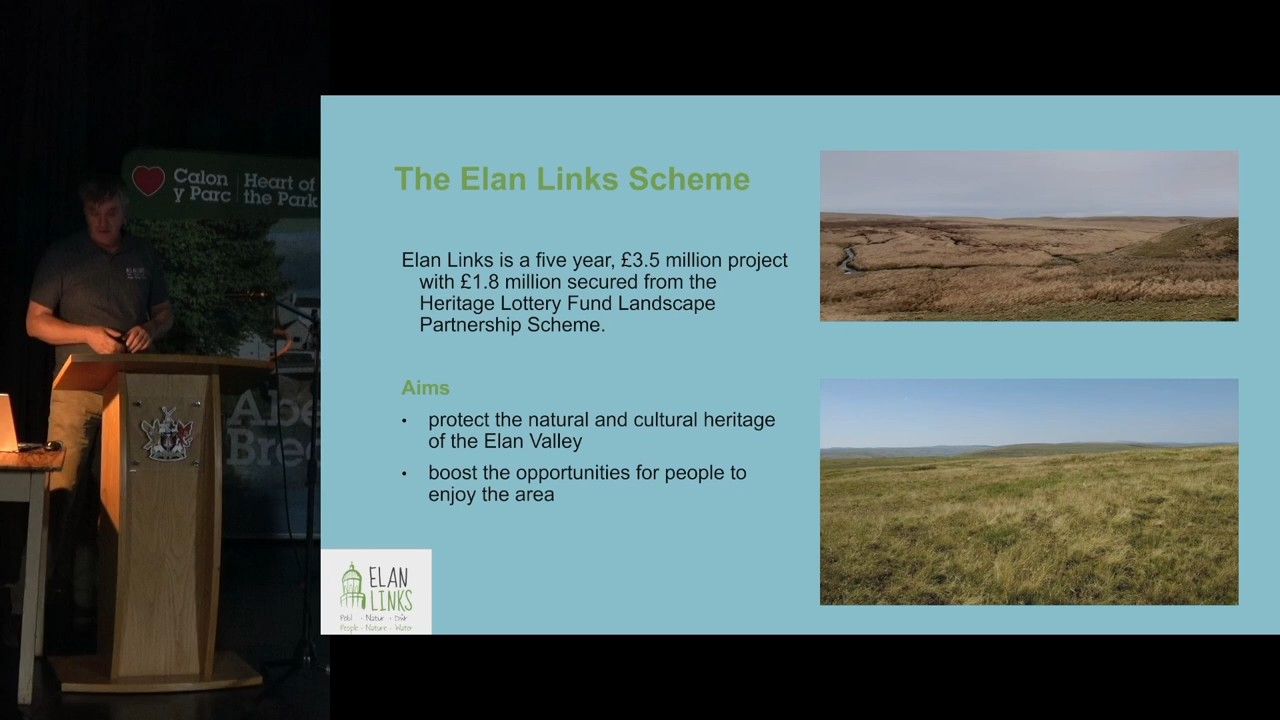 Calon
y Parc
Heart of
the Park
Abe
Bre
The Elan Links Scheme
Elan Links is a five year, £3.5 million project
with £1.8 million secured from the
Heritage Lottery Fund Landscape
Partnership Scheme.
Aims
• protect the natural and cultural heritage
of the Elan Valley
• boost the opportunities for people to
enjoy the area
ELAN
LINKS
Pobl - Natur - Dŵr
People - Nature - Water